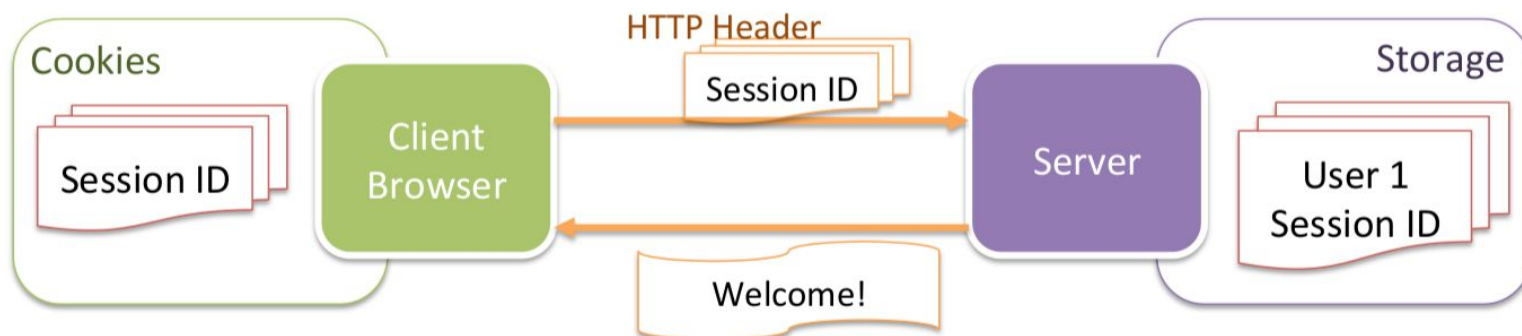 Cookies
Session ID
Client
Browser
HTTP Header
Session ID
Welcome!
Server
Storage
User 1
Session ID